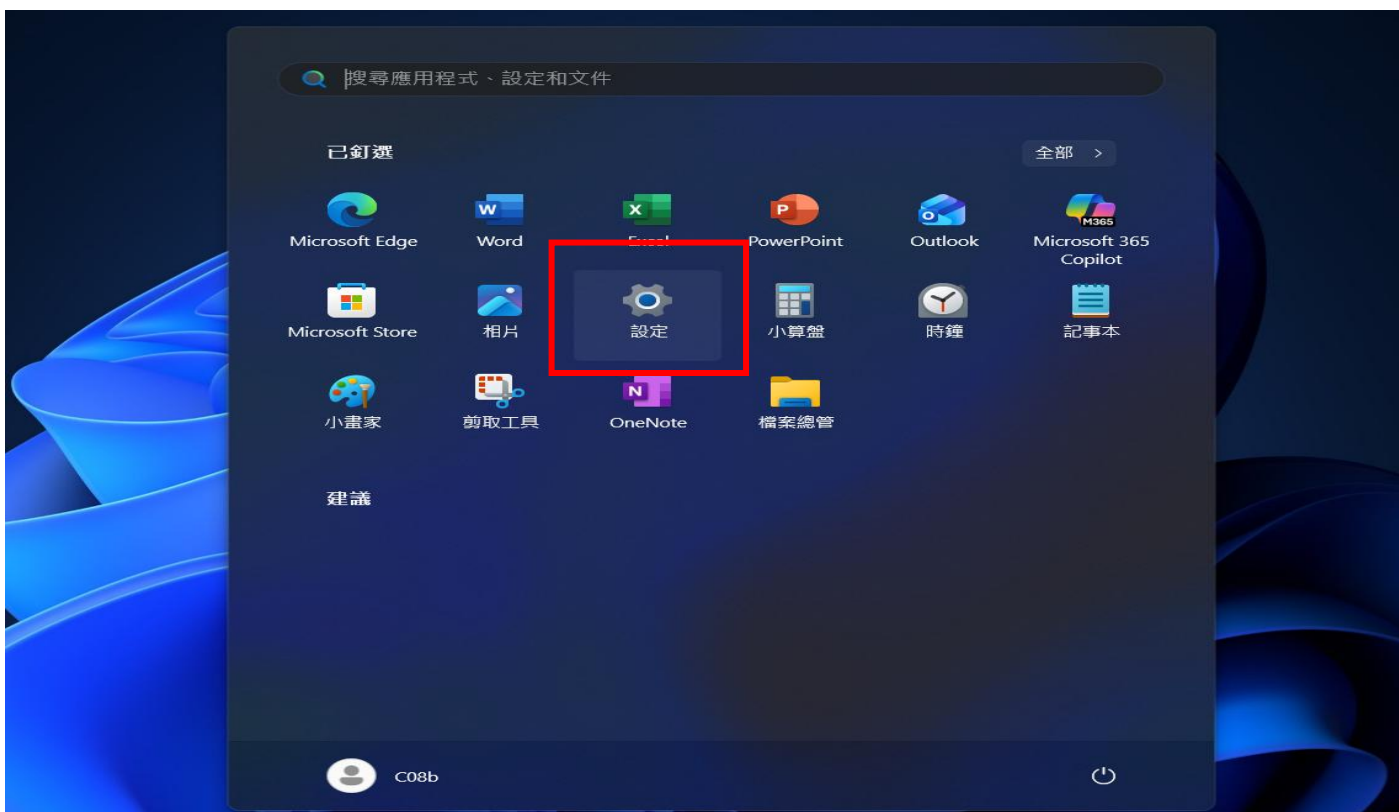 搜尋應用程式、設定和文件
已釘選
全部 >
Microsoft Edge
Word
Excel
PowerPoint
Outlook
Microsoft 365
Copilot
Microsoft Store
相片
設定
小算盤
時鐘
記事本
小畫家
剪取工具
OneNote
檔案總管
建議
C08b